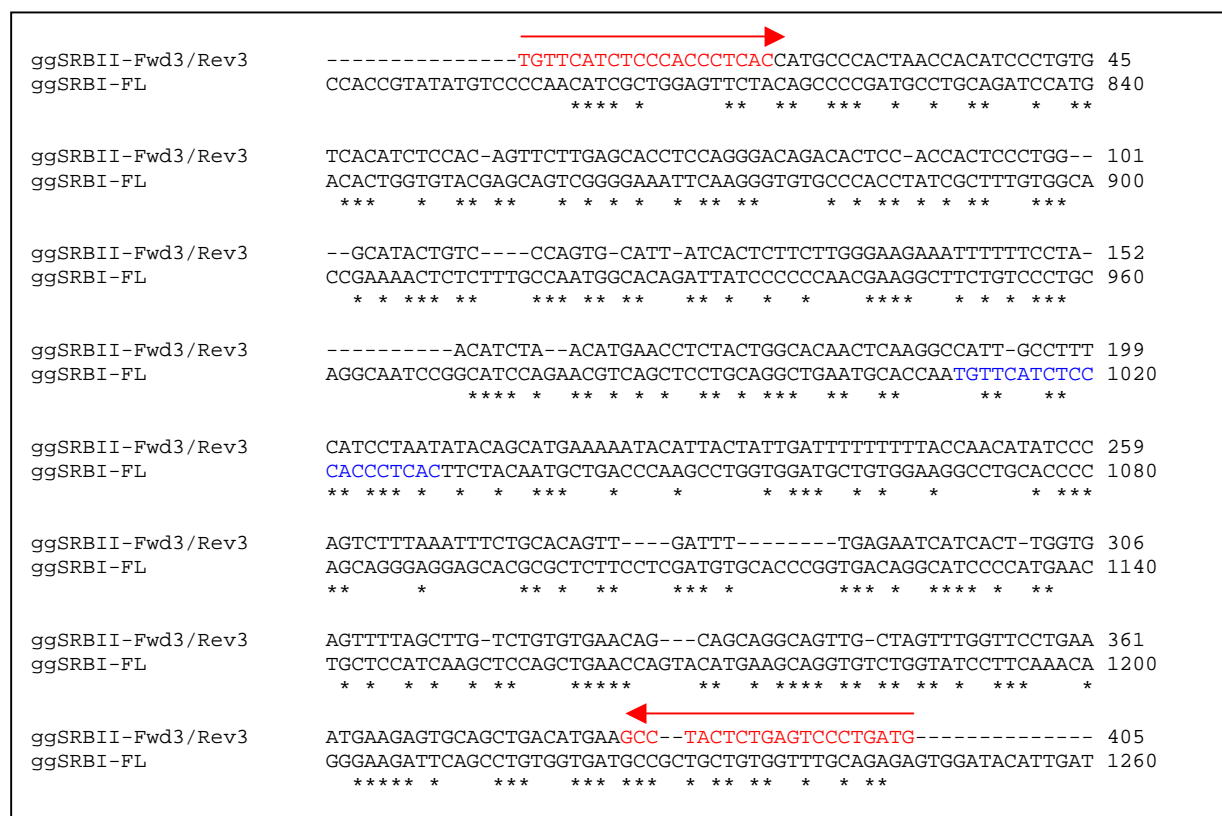 ggSRBII-Fwd3/Rev3 ---------------TGTTCATCTCCCACCCTCACCATGCCCACTAACCACATCCCTGTG 45
ggSRBI-FL CCACCGTATATGTCCCCAACATCGCTGGAGTTCTACAGCCCCGATGCCTGCAGATCCATG 840
**** * ** ** *** * ** * * ** **
ggSRBII-Fwd3/Rev3 TCACATCTCCAC-AGTTCTTGAGCACCTCCAGGGACAGACACTCC-ACCACTCCCTGG-- 101
ggSRBI-FL ACACTGGTGTACGAGCAGTCGGGGAAATTCAAGGGTGTGCCCACCTATCGCTTTGTGGCA 900
*** * ** ** * * * * * ** ** * ** * * ** ***
ggSRBII-Fwd3/Rev3 --GCATACTGTC----CCAGTG-CATT-ATCACTCTTCTTGGGAAGAAATTTTTTCCTA- 152
ggSRBI-FL CCGAAAACTCTCTTTGCCAATGGCACAGATTATCCCCCCAACGAAGGCTTCTGTCCCTGC 960
* * *** ** *** ** ** ** * * * **** * * * ***
ggSRBII-Fwd3/Rev3 ----------ACATCTA--ACATGAACCTCTACTGGCACAACTCAAGGCCATT-GCCTTT 199
ggSRBI-FL AGGCAATCCGGCATCCAGAACGTCAGCTCCTGCAGGCTGAATGCACCAATGTTCATCTCC 1020
**** * ** * * * ** * *** ** ** ** **
ggSRBII-Fwd3/Rev3 CATCCTAATATACAGCATGAAAAATACATTACTATTGATTTTTTTTTACCAACATATCCC 259
ggSRBI-FL CACCCTCACTTCTACAATGCTGACCCAAGCCTGGTGGATGCTGTGGAAGGCCTGCACCCC 1080
** *** * * * *** * * * *** * * * * ***
ggSRBII-Fwd3/Rev3 AGTCTTTAAATTTCTGCACAGTT----GATTT--------TGAGAATCATCACT-TGGTG 306
ggSRBI-FL AGCAGGGAGGAGCACGCGCTCTTCCTCGATGTGCACCCGGTGACAGGCATCCCCATGAAC 1140
** * ** * ** *** * *** * **** * **
ggSRBII-Fwd3/Rev3 AGTTTTAGCTTG-TCTGTGTGAACAG---CAGCAGGCAGTTG-CTAGTTTGGTTCCTGAA 361
ggSRBI-FL TGCTCCATCAAGCTCCAGCTGAACCAGTACATGAAGCAGGTGTCTGGTATCCTTCAAACA 1200
* * ** * ** ***** ** * **** ** ** ** * *** *
ggSRBII-Fwd3/Rev3 ATGAAGAGTGCAGCTGACATGAAGCC--TACTCTGAGTCCCTGATG-------------- 405
ggSRBI-FL GGGAAGATTCAGCCTGTGGTGATGCCGCTGCTGTGGTTTGCAGAGAGTGGATACATTGAT 1260
***** * *** *** *** * ** ** * * **